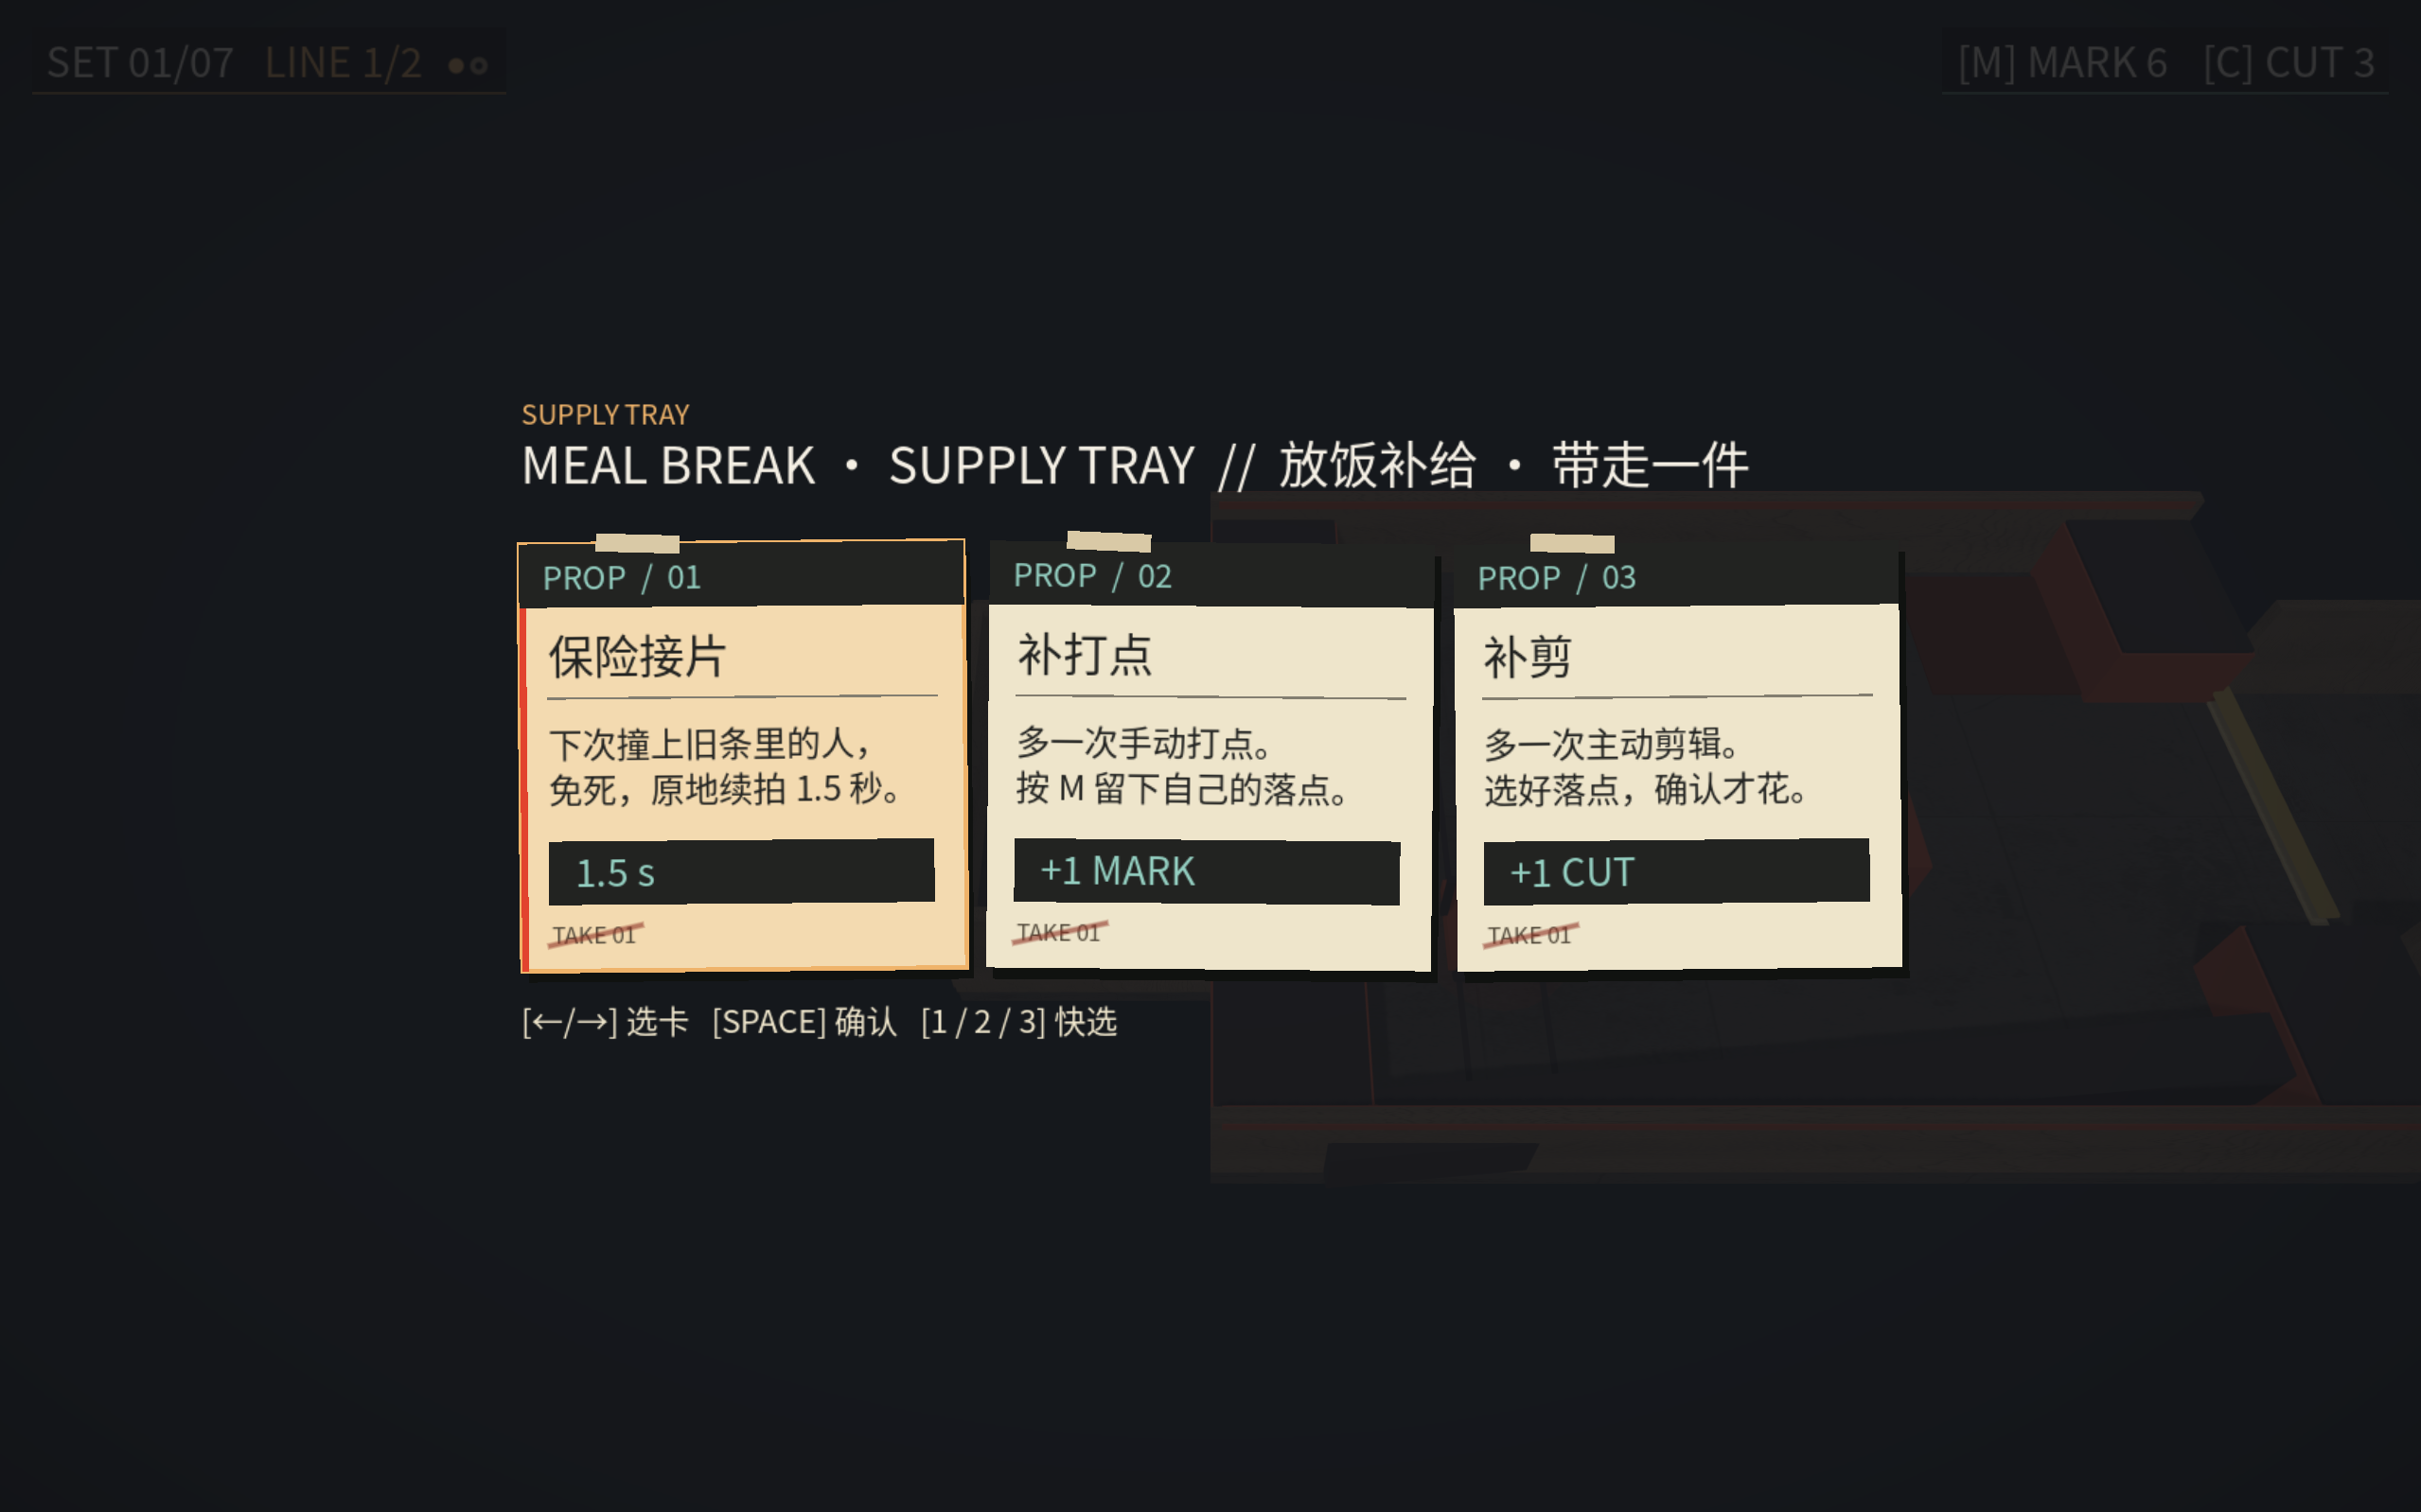 SET 01/07 LINE 1/2
[M] MARK 6 [C] CUT 3
SUPPLY TRAY
MEAL BREAK · SUPPLY TRAY // 放饭补给 · 带走一件
PROP / 01
保险接片
下次撞上旧条里的人，
免死，原地续拍 1.5 秒。
1.5 s
TAKE 01
PROP / 02
补打点
多一次手动打点。
按 M 留下自己的落点。
+1 MARK
TAKE 01
PROP / 03
补剪
多一次主动剪辑。
选好落点，确认才花。
+1 CUT
TAKE 01
[←/→] 选卡 [SPACE] 确认 [1 / 2 / 3] 快选